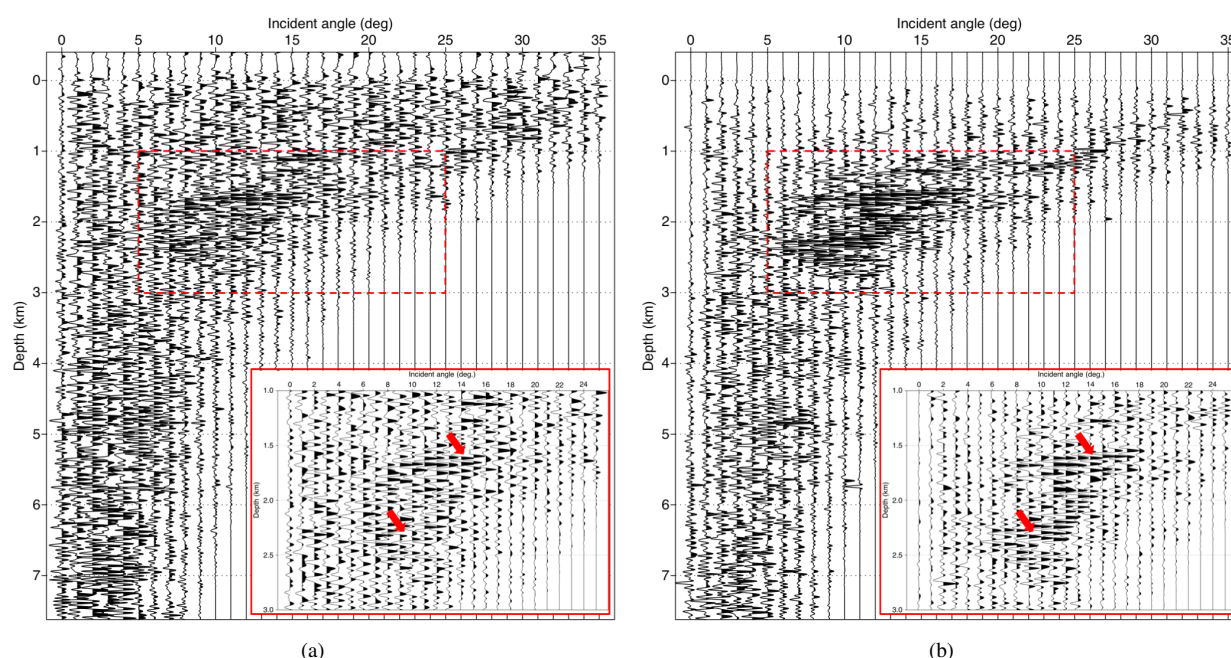 Incident angle (deg)
0 5 10 15 20 25 30 35
0
1
2
3
4
5
6
7
Depth (km)
Incident angle (deg.)
0 2 4 6 8 10 12 14 16 18 20 22 24
1.0
1.5
2.0
2.5
3.0
Depth (km)
(a)
Incident angle (deg)
0 5 10 15 20 25 30 35
0
1
2
3
4
5
6
7
Depth (km)
Incident angle (deg.)
0 2 4 6 8 10 12 14 16 18 20 22 24
1.0
1.5
2.0
2.5
3.0
Depth (km)
(b)